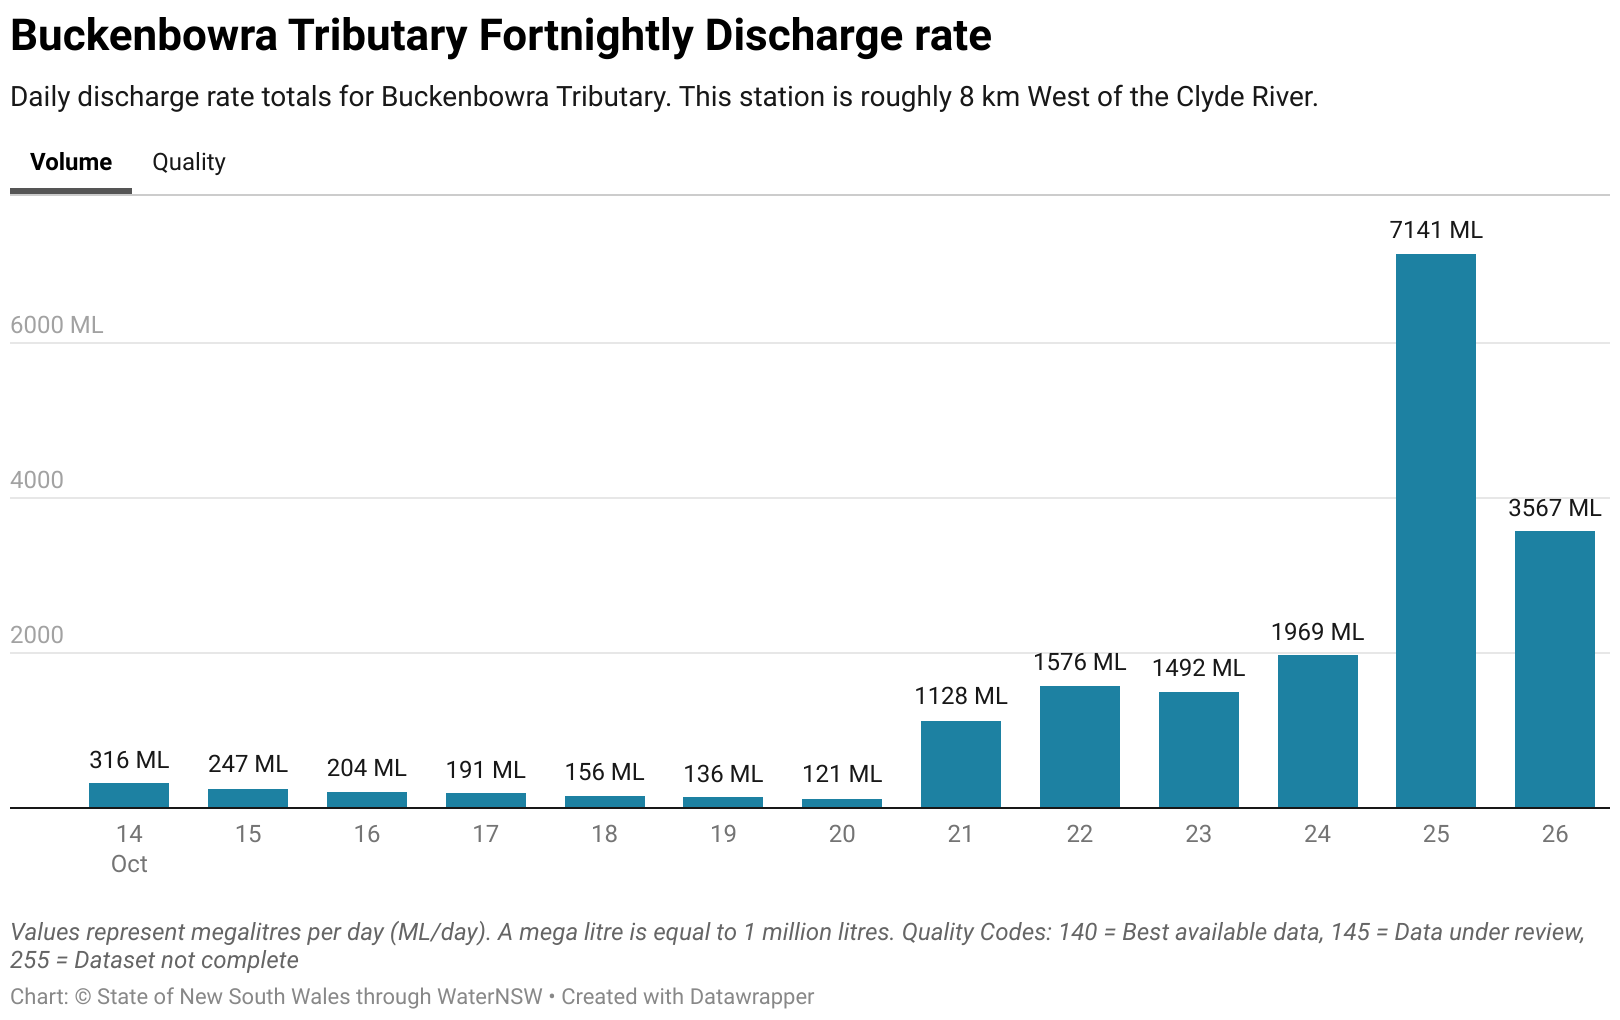 Buckenbowra Tributary Fortnightly Discharge rate
Daily discharge rate totals for Buckenbowra Tributary. This station is roughly 8 km West of the Clyde River.
Volume Quality
7141 ML
6000 ML
4000
3567 ML
2000
1969 ML
1576 ML 1492 ML
1128 ML
316 ML 247 ML 204 ML 191 ML 156 ML 136 ML 121 ML
14 15 16 17 18 19 20 21 22 23 24 25 26
Oct
Values represent megalitres per day (ML/day). A mega litre is equal to 1 million litres. Quality Codes: 140 = Best available data, 145 = Data under review,
255 = Dataset not complete
Chart: © State of New South Wales through WaterNSW • Created with Datawrapper